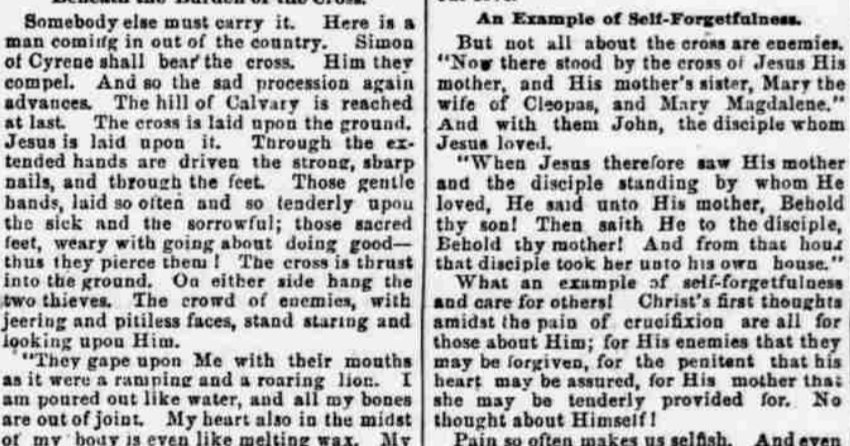 Beneath the Burden of the Cross.
Somebody else must carry it. Here is a
man coming in out of the country. Simon
of Cyrene shall bear the cross. Him they
compel. And so the sad procession again
advances. The hill of Calvary is reached
at last. The cross is laid upon the ground.
Jesus is laid upon it. Through the ex-
tended hands are driven the strong, sharp
nails, and through the feet. Those gentle
hands, laid so often and so tenderly upon
the sick and the sorrowful; those sacred
feet, weary with going about doing good—
thus they pierce them! The cross is thrust
into the ground. On either side hang the
two thieves. The crowd of enemies, with
jeering and pitiless faces, stand staring and
looking upon Him.
"They gape upon Me with their mouths
as it were a ramping and a roaring lion. I
am poured out like water, and all my bones
are out of joint. My heart also in the midst
of my body is even like melting wax. My
An Example of Self-Forgetfulness.
But not all about the cross are enemies.
"Now there stood by the cross of Jesus His
mother, and His mother's sister, Mary the
wife of Cleopas, and Mary Magdalene."
And with them John, the disciple whom
Jesus loved.
"When Jesus therefore saw His mother
and the disciple standing by whom He
loved, He said unto His mother, Behold
thy son! Then saith He to the disciple,
Behold thy mother! And from that hour
that disciple took her unto his own house."
What an example of self-forgetfulness
and care for others! Christ's first thoughts
amidst the pain of crucifixion are all for
those about Him; for His enemies that they
may be forgiven, for the penitent that his
heart may be assured, for His mother that
she may be tenderly provided for. No
thought about Himself!
Pain so often makes us selfish. And even